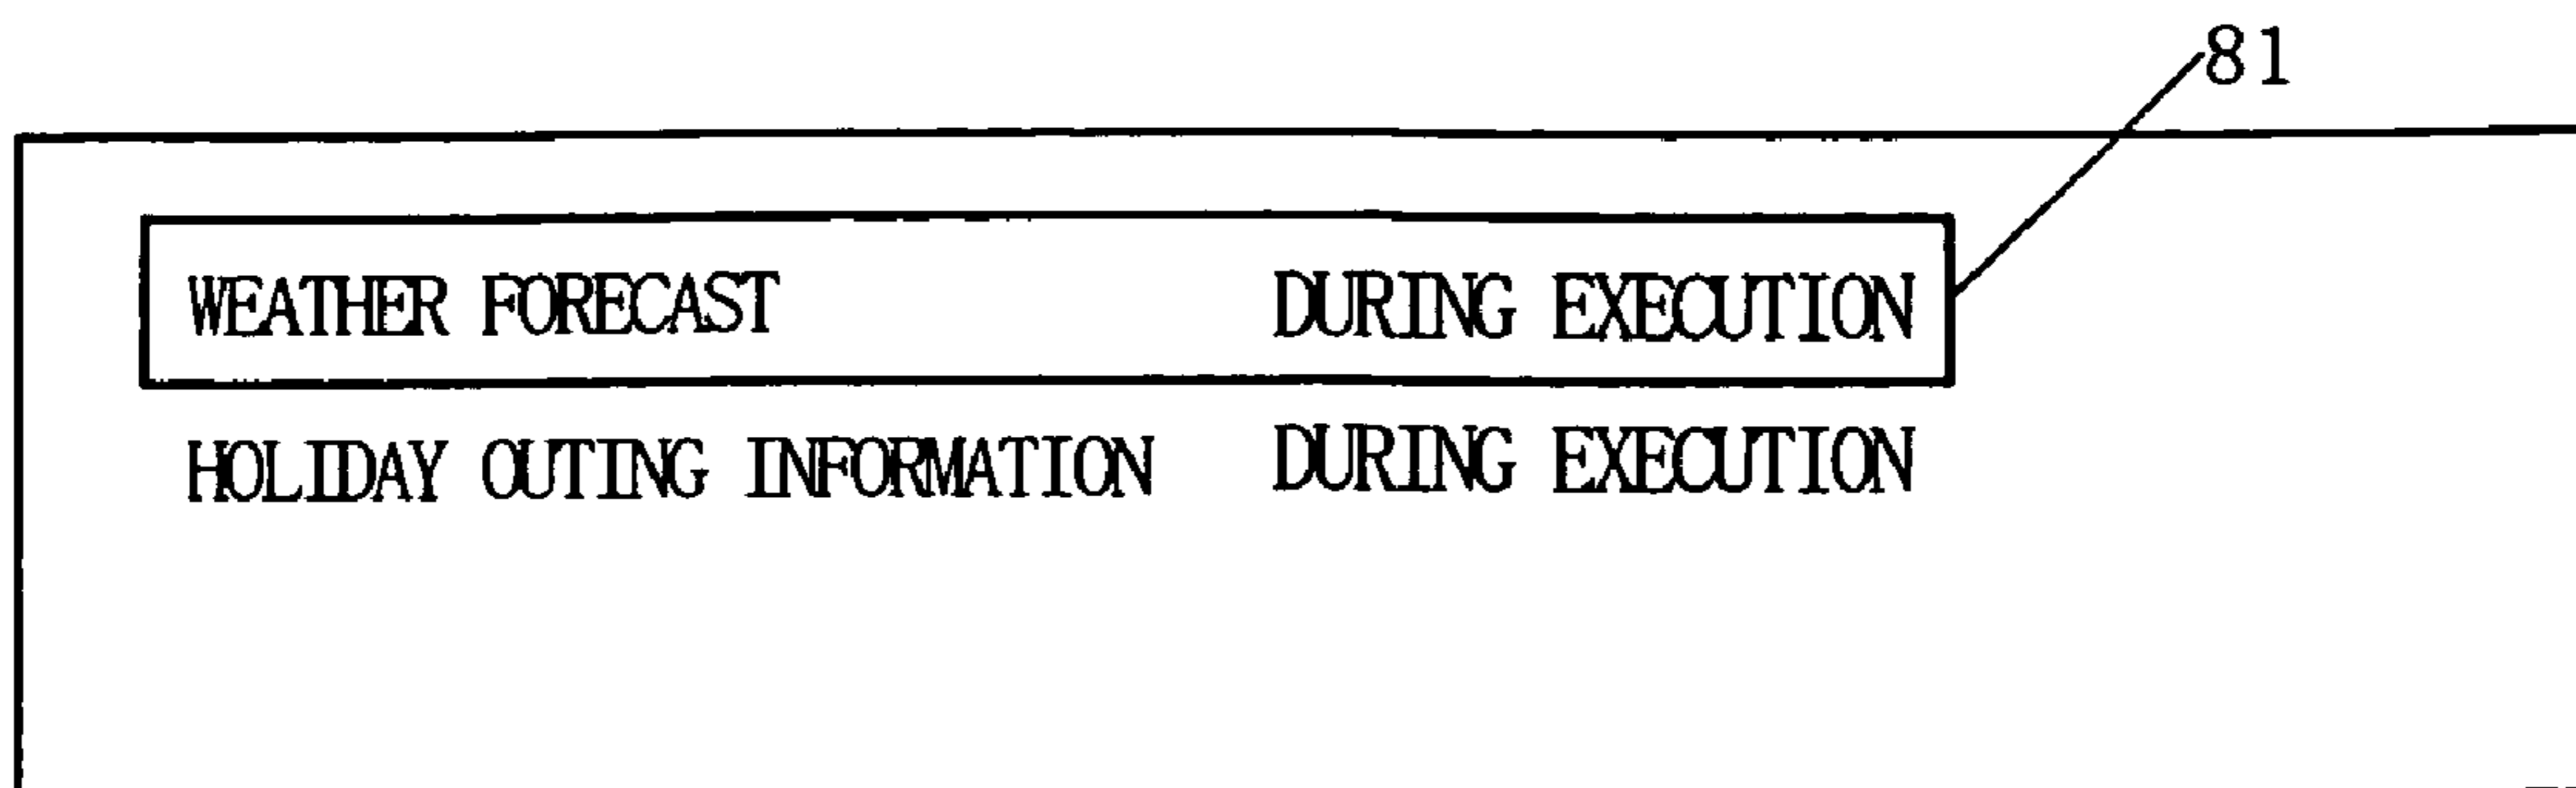 81
WEATHER FORECAST DURING EXECUTION
HOLIDAY OUTING INFORMATION DURING EXECUTION